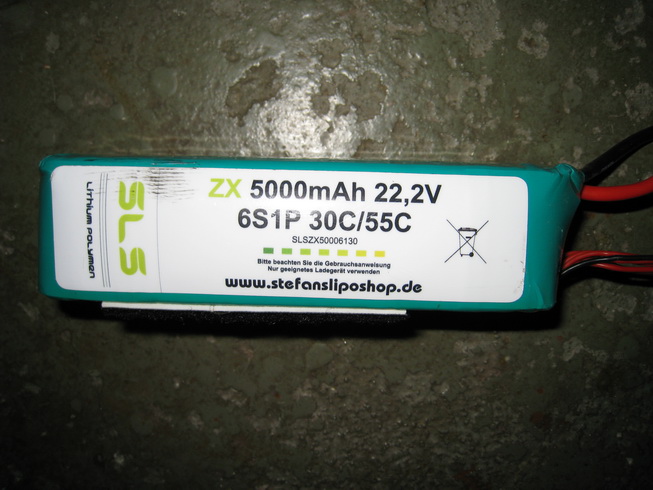 SLS
Lithium Polymer
ZX 5000mAh 22,2V
6S1P 30C/55C
SLSZX50006130
Bitte beachten Sie die Gebrauchsanweisung
Nur geeignetes Ladegerät verwenden
www.stefansliposhop.de